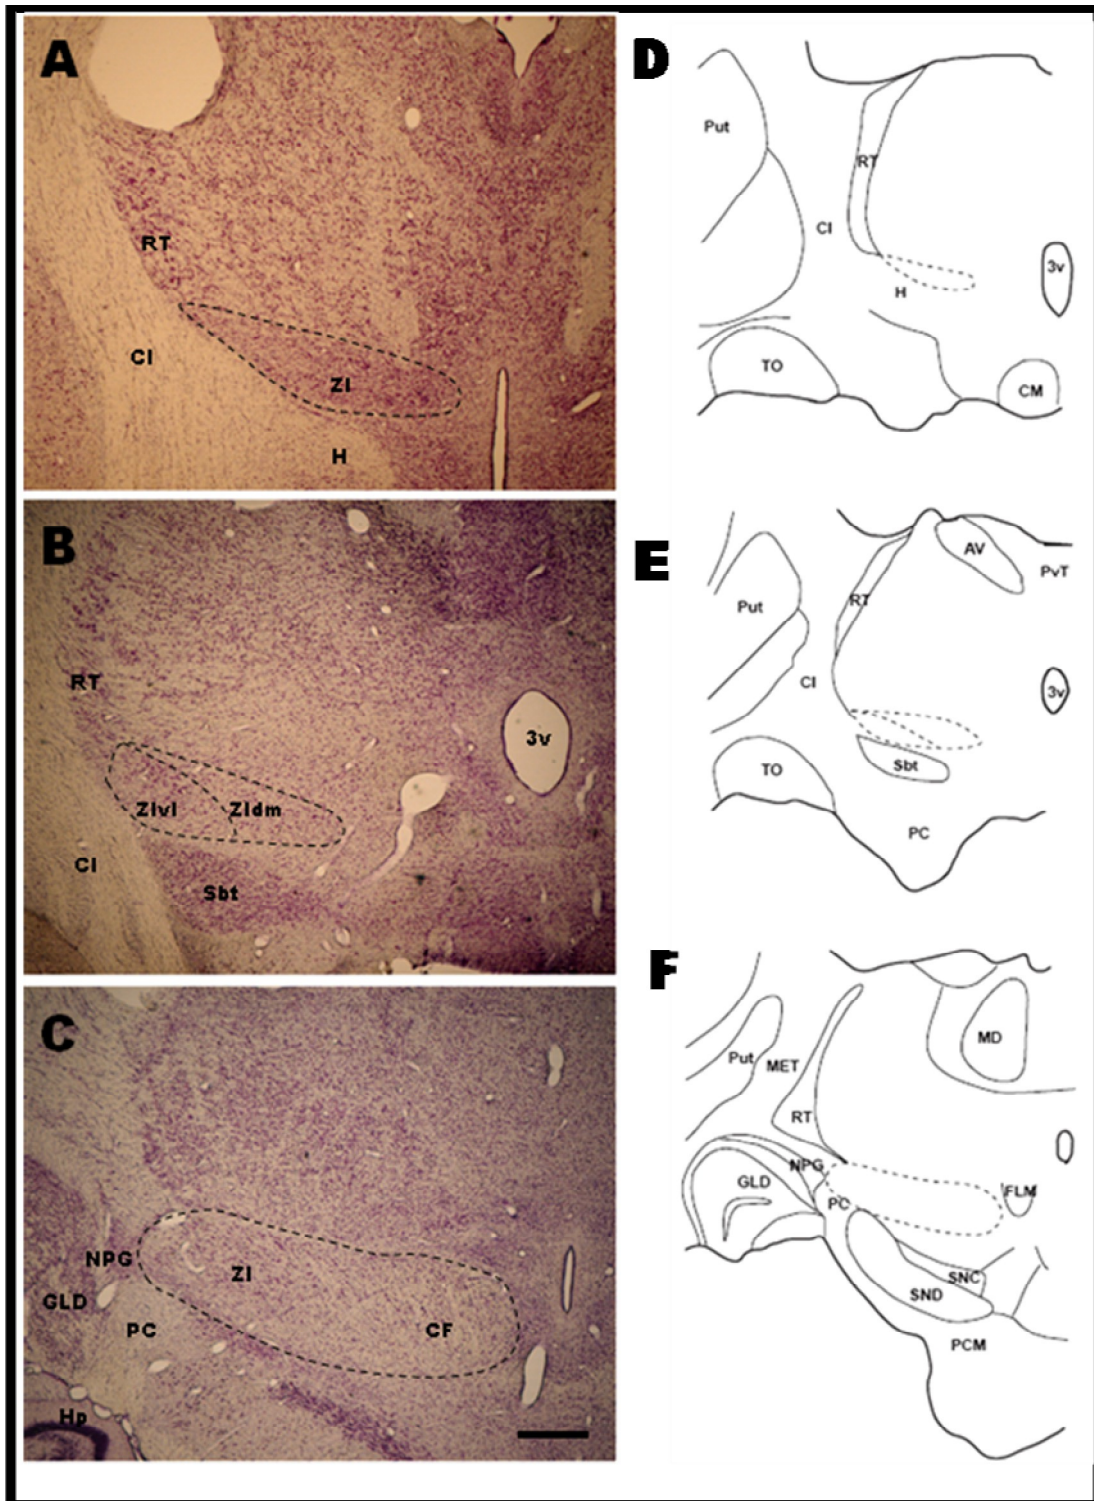 A
RT
CI
ZI
H
B
RT
3v
ZIvl
ZIdm
CI
Sbt
C
NPG
ZI
GLD
PC
CF
Hp
D
Put
RT
CI
3v
H
TO
CM
E
AV
PvT
Put
RT
3v
CI
Sbt
TO
PC
F
MD
Put
MET
RT
NPG
GLD
FLM
PC
SNC
SND
PCM